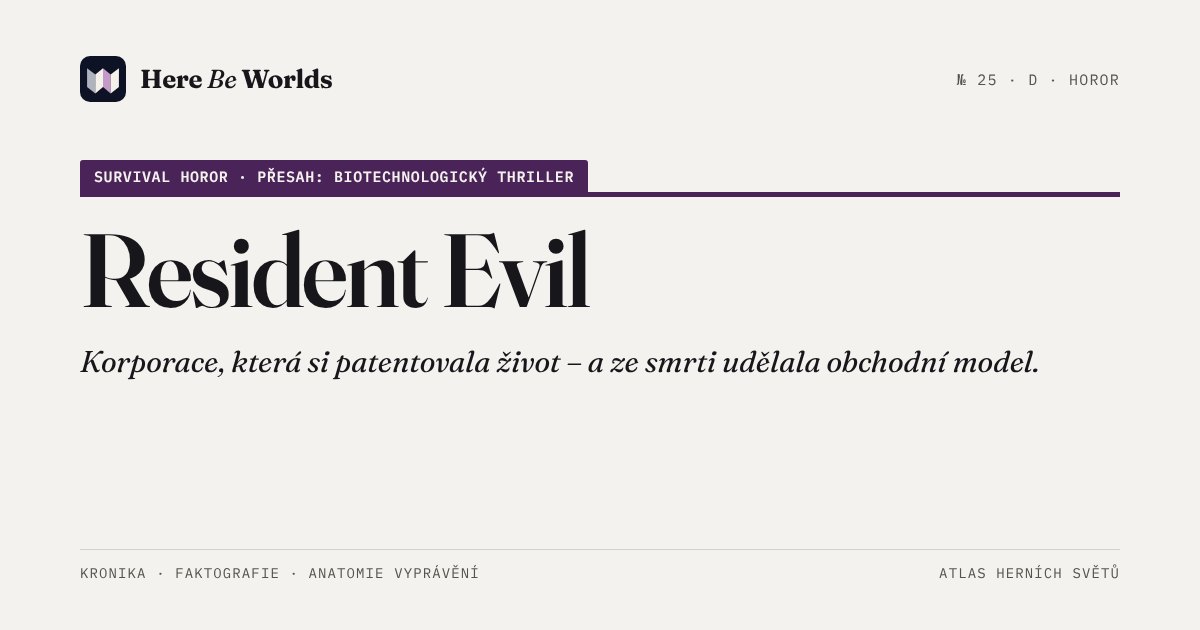 Here Be Worlds
№ 25 · D · HOROR
SURVIVAL HOROR · PŘESAH: BIOTECHNOLOGICKÝ THRILLER
Resident Evil
Korporace, která si patentovala život – a ze smrti udělala obchodní model.
KRONIKA · FAKTOGRAFIE · ANATOMIE VYPRÁVĚNÍ
ATLAS HERNÍCH SVĚTŮ